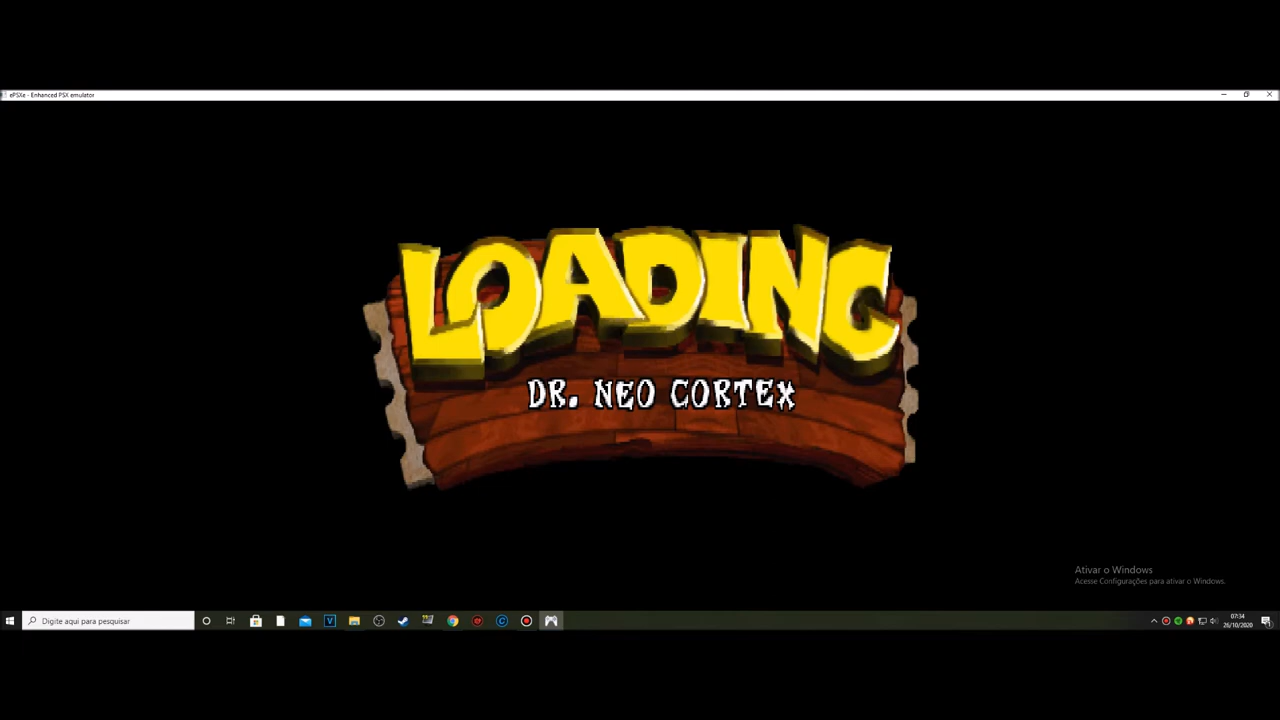 ePSXe - Enhanced PSX emulator
LOADING
DR. NEO CORTEX
Ativar o Windows
Acesse Configurações para ativar o Windows.
Digite aqui para pesquisar
07:34
26/10/2020